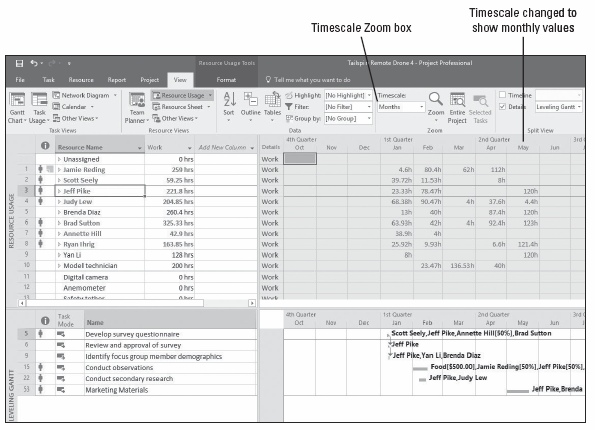 Timescale Zoom box
Timescale changed to
show monthly values
Resource Usage Tools
Tailspin Remote Drone 4 - Project Professional
File Task Resource Report Project View Format Tell me what you want to do
Network Diagram Resource Usage Highlight: [No Highlight] Timescale: Timeline
Calendar Resource Sheet Filter: [No Filter] Months Details Leveling Gantt
Gantt Chart Task Usage Other Views Team Planner Other Views Sort Outline Tables Group by: [No Group] Zoom Entire Project Selected Tasks
Task Views Resource Views Data Zoom Split View
Resource Name Work Add New Column Details 4th Quarter 1st Quarter 2nd Quarter 3rd
Oct Nov Dec Jan Feb Mar Apr May
RESOURCE USAGE
Unassigned 0 hrs Work
1 Jamie Reding 259 hrs Work 4.6h 80.4h 62h 112h
2 Scott Seely 59.25 hrs Work 39.72h 11.53h 8h
3 Jeff Pike 221.8 hrs Work 23.33h 78.47h 120h
4 Judy Lew 204.85 hrs Work 68.38h 90.47h 4h 37.6h 4.4h
5 Brenda Diaz 260.4 hrs Work 13h 40h 87.4h 120h
6 Brad Sutton 325.33 hrs Work 63.93h 42h 4h 92.4h 123h
7 Annette Hill 42.9 hrs Work 38.9h 4h
8 Ryan Ihrig 163.85 hrs Work 25.92h 9.93h 6.6h 121.4h
9 Yan Li 128 hrs Work 8h 120h
10 Model technician 200 hrs Work 23.47h 136.53h 40h
11 Digital camera 0 hrs Work
12 Anemometer 0 hrs Work
13 Safety tether 0 hrs Work
Task Mode Name 4th Quarter 1st Quarter 2nd Quarter 3rd
Oct Nov Dec Jan Feb Mar Apr May
LEVELING GANTT
5 Develop survey questionnaire Scott Seely,Jeff Pike,Annette Hill[50%],Brad Sutton
6 Review and approval of survey Jeff Pike
9 Identify focus group member demographics Jeff Pike,Yan Li,Brenda Diaz
15 Conduct observations Food[$500.00],Jamie Reding[50%],Jeff Pike[50%],
22 Conduct secondary research Jeff Pike,Judy Lew
53 Marketing Materials Jeff Pike,Brenda